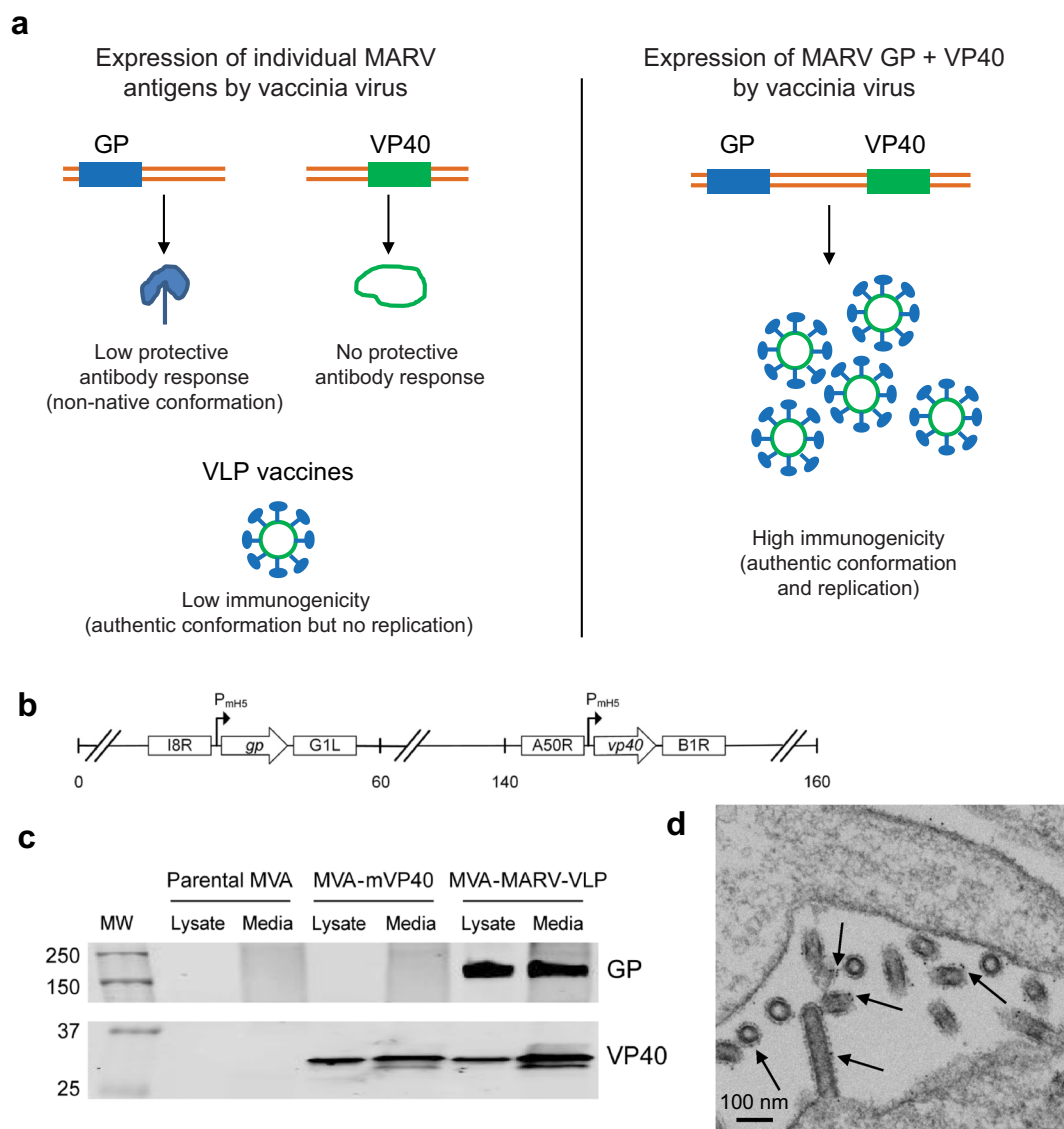 a
Expression of individual MARV
antigens by vaccinia virus
GP
VP40
Low protective
antibody response
(non-native conformation)
No protective
antibody response
VLP vaccines
Low immunogenicity
(authentic conformation but no replication)
Expression of MARV GP + VP40
by vaccinia virus
GP
VP40
High immunogenicity
(authentic conformation
and replication)
b
PmH5
PmH5
I8R
gp
G1L
A50R
vp40
B1R
0
60
140
160
c
Parental MVA
MVA-mVP40
MVA-MARV-VLP
MW
Lysate
Media
Lysate
Media
Lysate
Media
250
150
GP
37
25
VP40
d
100 nm